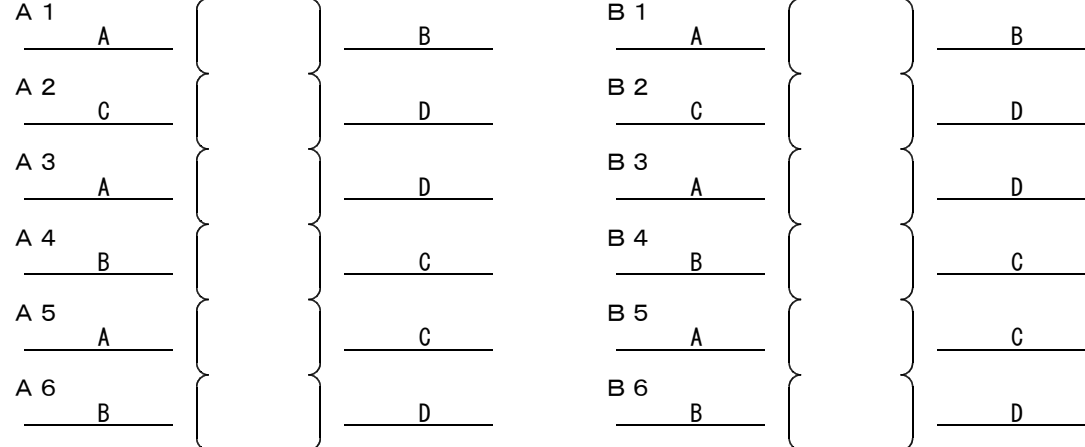 Ａ１ Ｂ１
A B A B
Ａ２ Ｂ２
C D C D
Ａ３ Ｂ３
A D A D
Ａ４ Ｂ４
B C B C
Ａ５ Ｂ５
A C A C
Ａ６ Ｂ６
B D B D